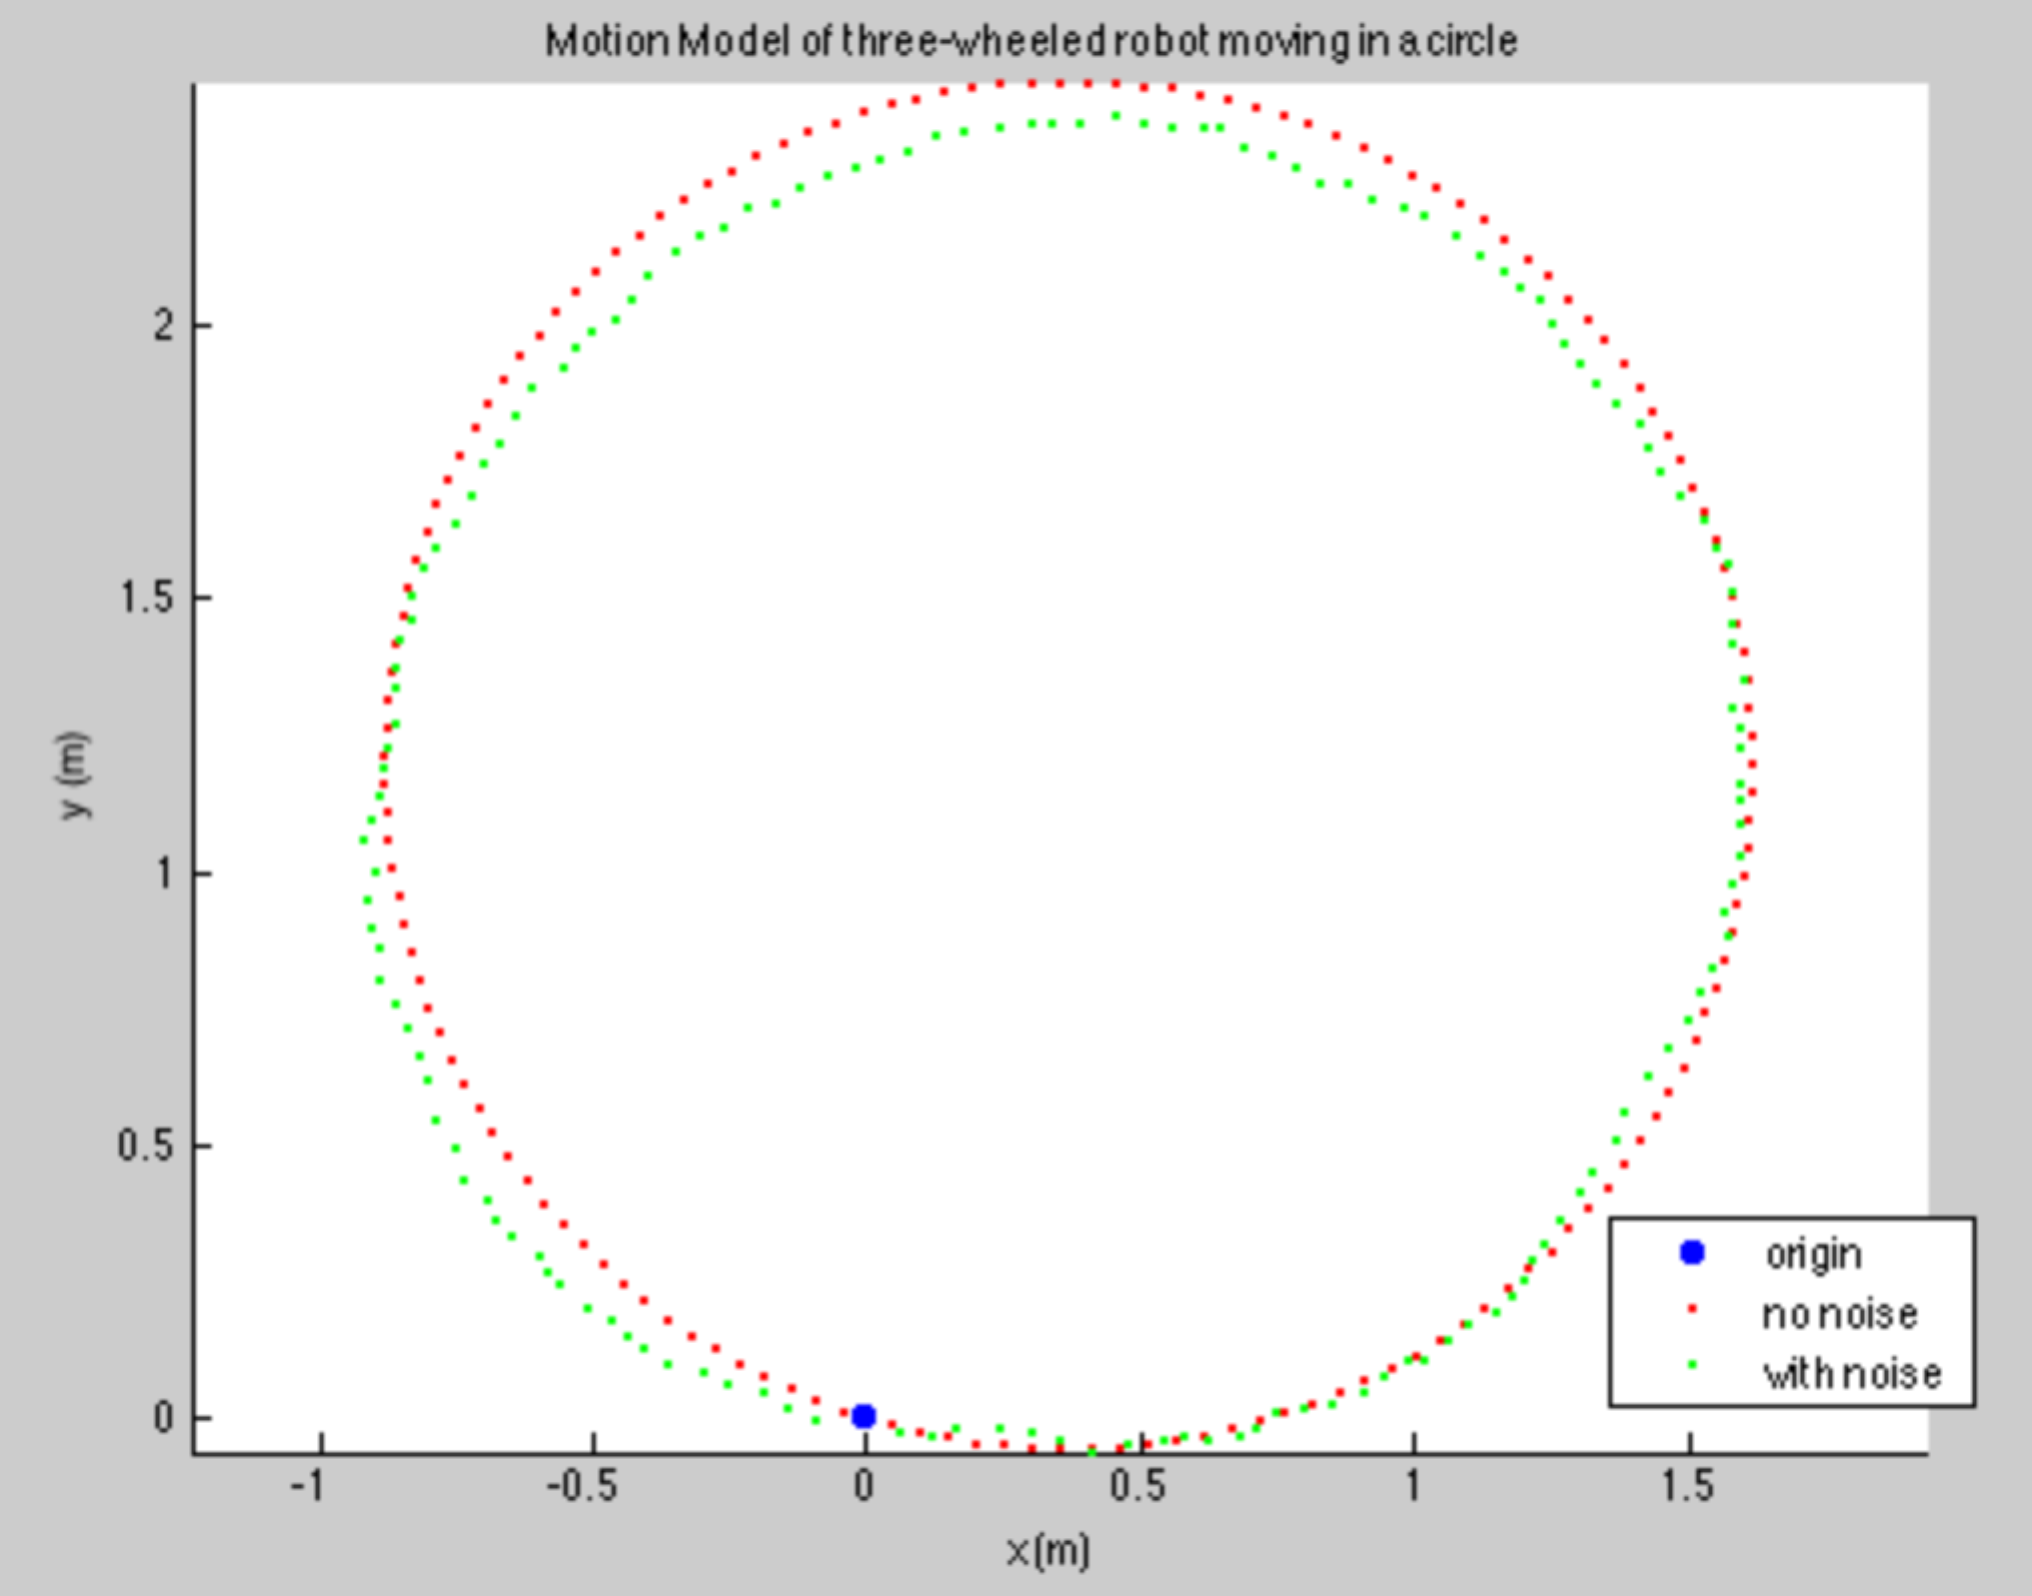 Motion Model of three-wheeled robot moving in a circle
2
1.5
1
0.5
0
y (m)
-1
-0.5
0
0.5
1
1.5
x (m)
origin
no noise
with noise